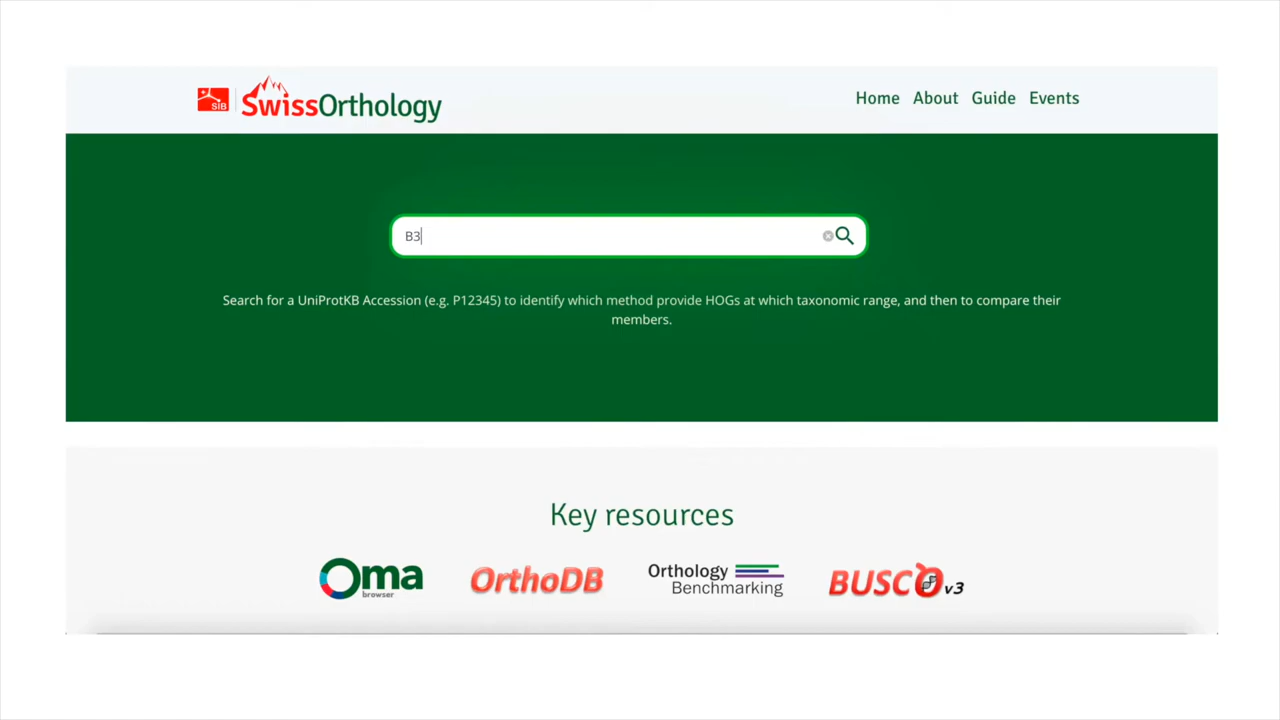 SIB
SwissOrthology
Home About Guide Events
B3
Search for a UniProtKB Accession (e.g. P12345) to identify which method provide HOGs at which taxonomic range, and then to compare their
members.
Key resources
Oma
browser
OrthoDB
Orthology
Benchmarking
BUSCO v3